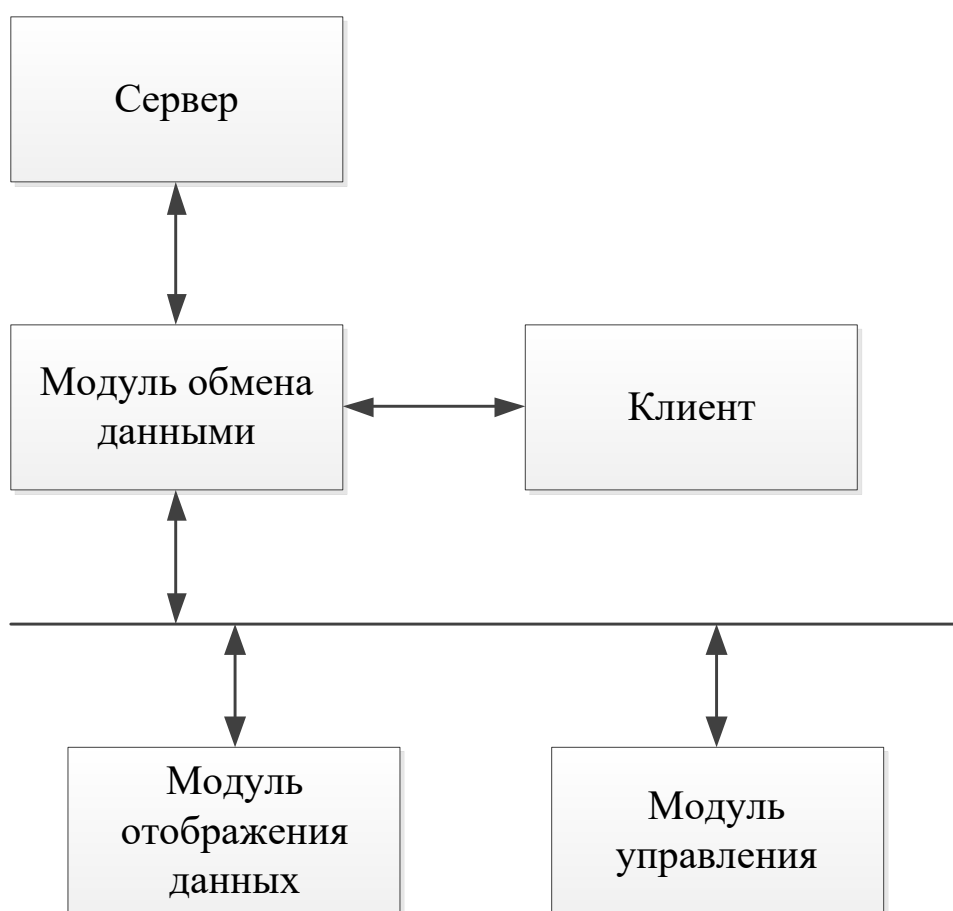 Сервер
Модуль обмена
данными
Клиент
Модуль
отображения
данных
Модуль
управления